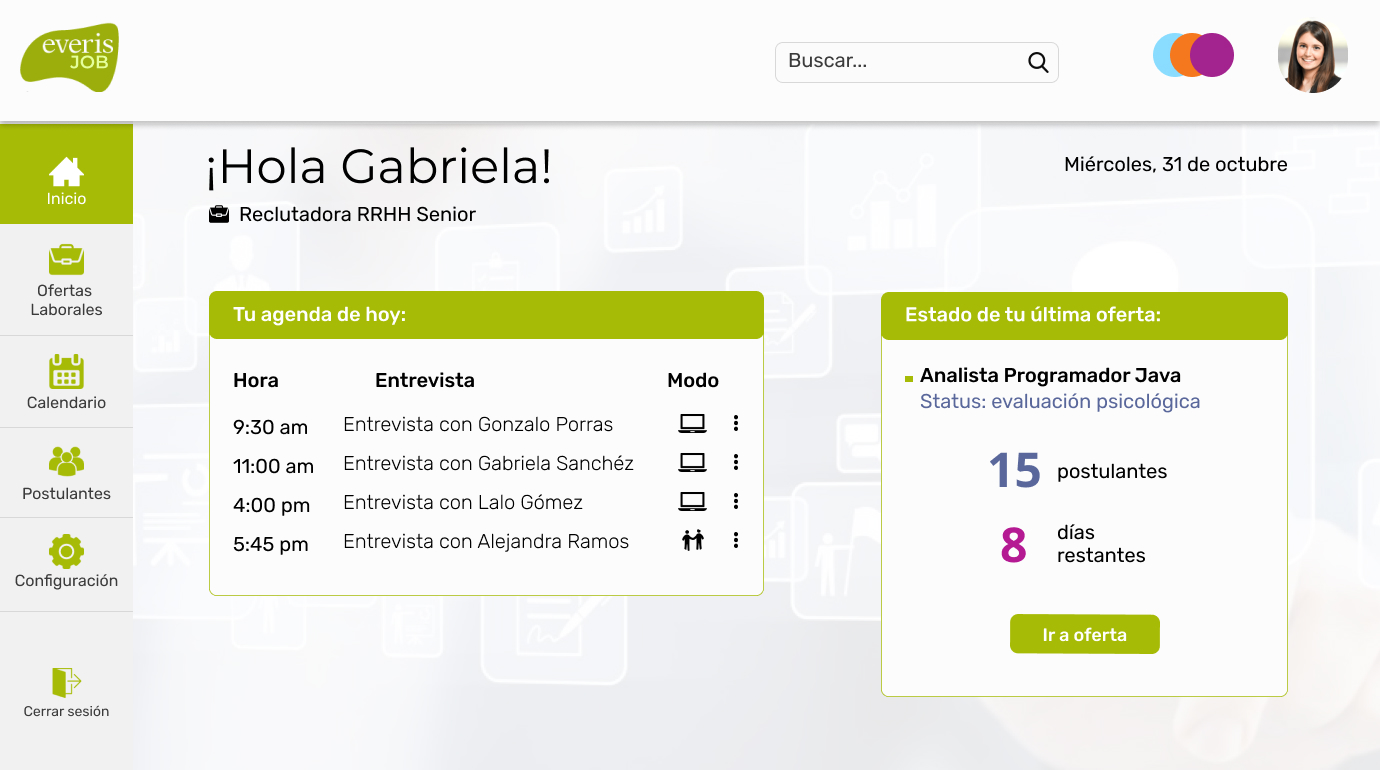 everis
JOB
Buscar...
Inicio
Ofertas
Laborales
Calendario
Postulantes
Configuración
Cerrar sesión
¡Hola Gabriela!
Reclutadora RRHH Senior
Miércoles, 31 de octubre
Tu agenda de hoy:
Hora Entrevista Modo
9:30 am Entrevista con Gonzalo Porras
11:00 am Entrevista con Gabriela Sanchéz
4:00 pm Entrevista con Lalo Gómez
5:45 pm Entrevista con Alejandra Ramos
Estado de tu última oferta:
Analista Programador Java
Status: evaluación psicológica
15 postulantes
8 días
restantes
Ir a oferta